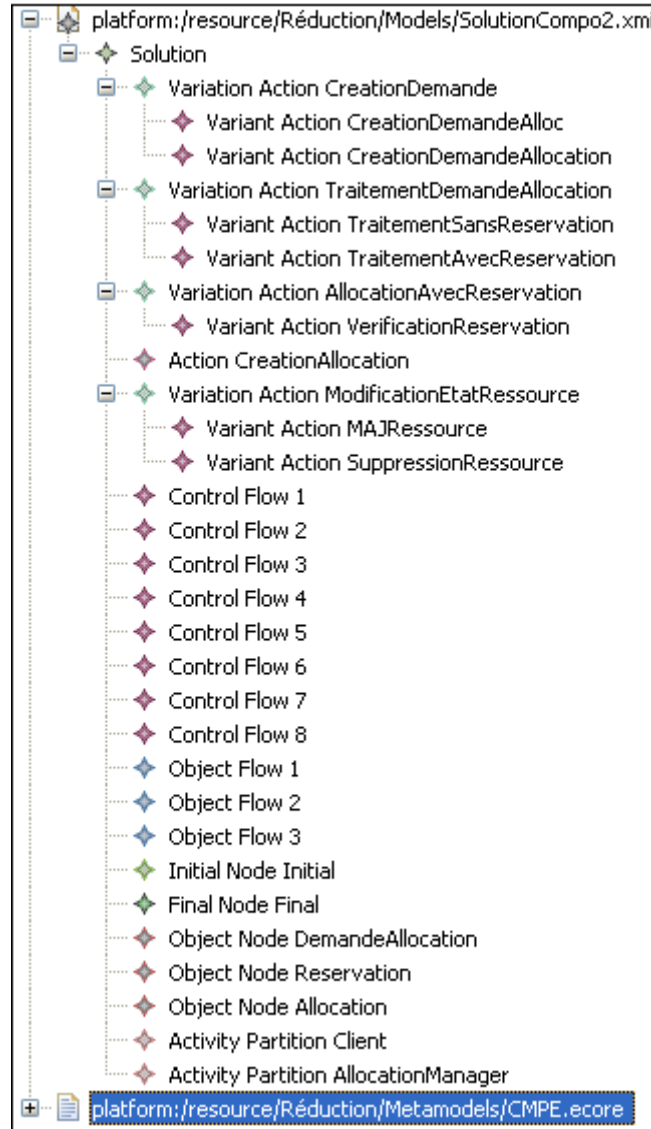 platform:/resource/Réduction/Models/SolutionCompo2.xmi
Solution
Variation Action CreationDemande
Variant Action CreationDemandeAlloc
Variant Action CreationDemandeAllocation
Variation Action TraitementDemandeAllocation
Variant Action TraitementSansReservation
Variant Action TraitementAvecReservation
Variation Action AllocationAvecReservation
Variant Action VerificationReservation
Action CreationAllocation
Variation Action ModificationEtatRessource
Variant Action MAJRessource
Variant Action SuppressionRessource
Control Flow 1
Control Flow 2
Control Flow 3
Control Flow 4
Control Flow 5
Control Flow 6
Control Flow 7
Control Flow 8
Object Flow 1
Object Flow 2
Object Flow 3
Initial Node Initial
Final Node Final
Object Node DemandeAllocation
Object Node Reservation
Object Node Allocation
Activity Partition Client
Activity Partition AllocationManager
platform:/resource/Réduction/Metamodels/CMPE.ecore